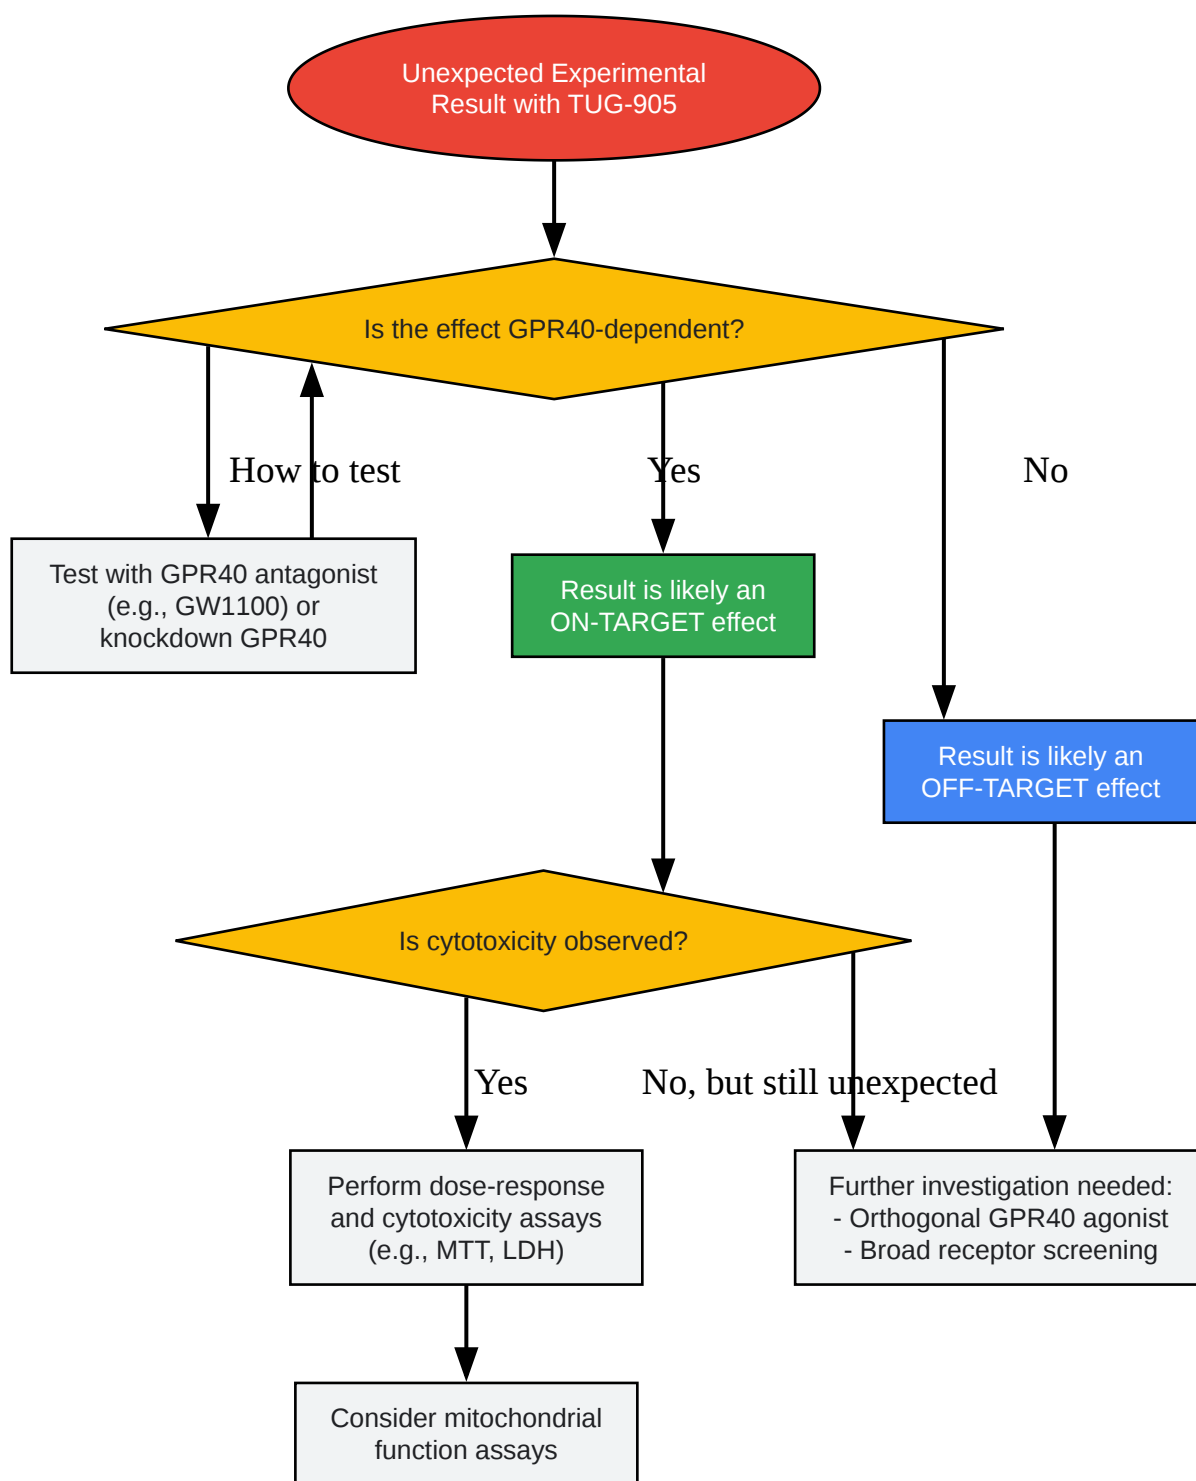 Unexpected Experimental
Result with TUG-905
Is the effect GPR40-dependent?
How to test
Yes
No
Test with GPR40 antagonist
(e.g., GW1100) or
knockdown GPR40
Result is likely an
ON-TARGET effect
Result is likely an
OFF-TARGET effect
Is cytotoxicity observed?
Yes
No, but still unexpected
Perform dose-response
and cytotoxicity assays
(e.g., MTT, LDH)
Further investigation needed:
- Orthogonal GPR40 agonist
- Broad receptor screening
Consider mitochondrial
function assays